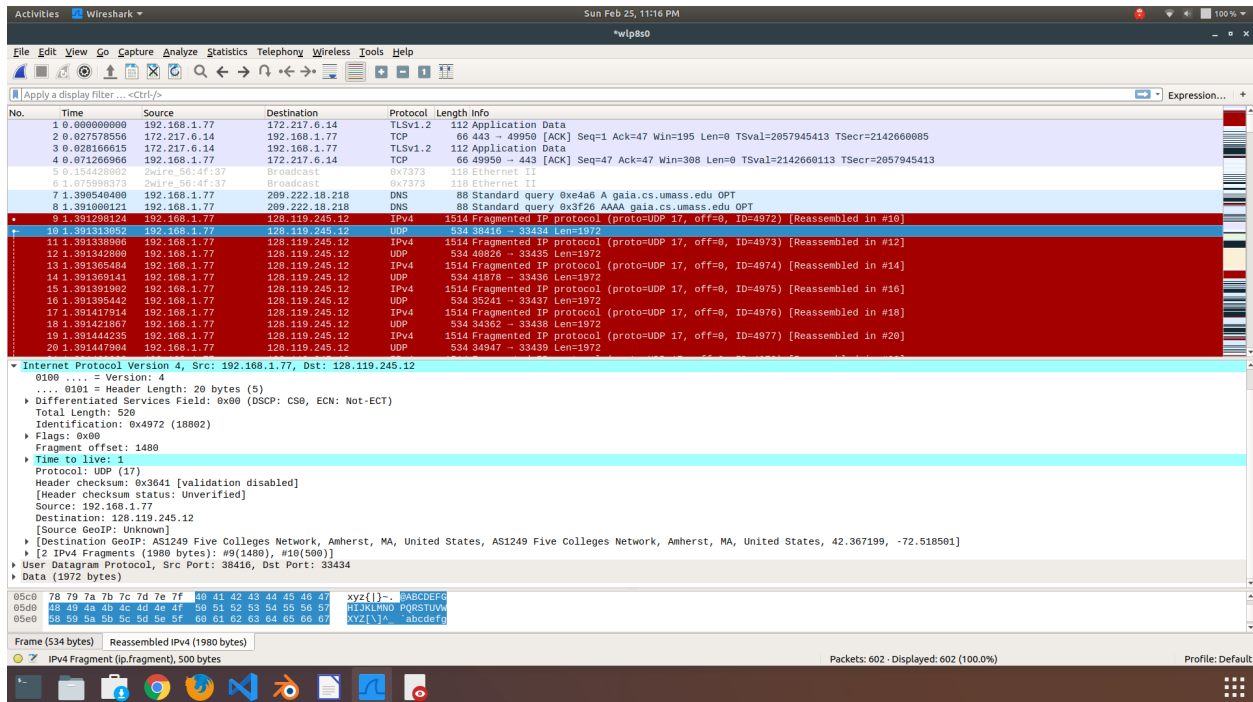 Activities Wireshark Sun Feb 25, 11:16 PM 100 %
*wlp8s0
File Edit View Go Capture Analyze Statistics Telephony Wireless Tools Help
Apply a display filter ... <Ctrl-/> Expression... +
No. Time Source Destination Protocol Length Info
1 0.000000000 192.168.1.77 172.217.6.14 TLSv1.2 112 Application Data
2 0.027578556 172.217.6.14 192.168.1.77 TCP 66 443 → 49950 [ACK] Seq=1 Ack=47 Win=195 Len=0 TSval=2057945413 TSecr=2142660085
3 0.028166615 172.217.6.14 192.168.1.77 TLSv1.2 112 Application Data
4 0.071266966 192.168.1.77 172.217.6.14 TCP 66 49950 → 443 [ACK] Seq=47 Ack=47 Win=308 Len=0 TSval=2142660113 TSecr=2057945413
5 0.154428002 2wire_56:4f:37 Broadcast 0x7373 118 Ethernet II
6 1.075998373 2wire_56:4f:37 Broadcast 0x7373 118 Ethernet II
7 1.390540400 192.168.1.77 209.222.18.218 DNS 88 Standard query 0xe4a6 A gaia.cs.umass.edu OPT
8 1.391000121 192.168.1.77 209.222.18.218 DNS 88 Standard query 0x3f26 AAAA gaia.cs.umass.edu OPT
9 1.391298124 192.168.1.77 128.119.245.12 IPv4 1514 Fragmented IP protocol (proto=UDP 17, off=0, ID=4972) [Reassembled in #10]
10 1.391313052 192.168.1.77 128.119.245.12 UDP 534 38416 → 33434 Len=1972
11 1.391338906 192.168.1.77 128.119.245.12 IPv4 1514 Fragmented IP protocol (proto=UDP 17, off=0, ID=4973) [Reassembled in #12]
12 1.391342800 192.168.1.77 128.119.245.12 UDP 534 40826 → 33435 Len=1972
13 1.391365484 192.168.1.77 128.119.245.12 IPv4 1514 Fragmented IP protocol (proto=UDP 17, off=0, ID=4974) [Reassembled in #14]
14 1.391369141 192.168.1.77 128.119.245.12 UDP 534 41878 → 33436 Len=1972
15 1.391391902 192.168.1.77 128.119.245.12 IPv4 1514 Fragmented IP protocol (proto=UDP 17, off=0, ID=4975) [Reassembled in #16]
16 1.391395442 192.168.1.77 128.119.245.12 UDP 534 35241 → 33437 Len=1972
17 1.391417914 192.168.1.77 128.119.245.12 IPv4 1514 Fragmented IP protocol (proto=UDP 17, off=0, ID=4976) [Reassembled in #18]
18 1.391421867 192.168.1.77 128.119.245.12 UDP 534 34362 → 33438 Len=1972
19 1.391444235 192.168.1.77 128.119.245.12 IPv4 1514 Fragmented IP protocol (proto=UDP 17, off=0, ID=4977) [Reassembled in #20]
20 1.391447904 192.168.1.77 128.119.245.12 UDP 534 34947 → 33439 Len=1972
Internet Protocol Version 4, Src: 192.168.1.77, Dst: 128.119.245.12
0100 .... = Version: 4
.... 0101 = Header Length: 20 bytes (5)
Differentiated Services Field: 0x00 (DSCP: CS0, ECN: Not-ECT)
Total Length: 520
Identification: 0x4972 (18802)
Flags: 0x00
Fragment offset: 1480
Time to live: 1
Protocol: UDP (17)
Header checksum: 0x3641 [validation disabled]
[Header checksum status: Unverified]
Source: 192.168.1.77
Destination: 128.119.245.12
[Source GeoIP: Unknown]
[Destination GeoIP: AS1249 Five Colleges Network, Amherst, MA, United States, AS1249 Five Colleges Network, Amherst, MA, United States, 42.367199, -72.518501]
[2 IPv4 Fragments (1980 bytes): #9(1480), #10(500)]
User Datagram Protocol, Src Port: 38416, Dst Port: 33434
Data (1972 bytes)
05c0 78 79 7a 7b 7c 7d 7e 7f 40 41 42 43 44 45 46 47 xyz{|}~. @ABCDEFG
05d0 48 49 4a 4b 4c 4d 4e 4f 50 51 52 53 54 55 56 57 HIJKLMNO PQRSTUVW
05e0 58 59 5a 5b 5c 5d 5e 5f 60 61 62 63 64 65 66 67 XYZ[\]^_ `abcdefg
Frame (534 bytes) Reassembled IPv4 (1980 bytes)
IPv4 Fragment (ip.fragment), 500 bytes Packets: 602 · Displayed: 602 (100.0%) Profile: Default